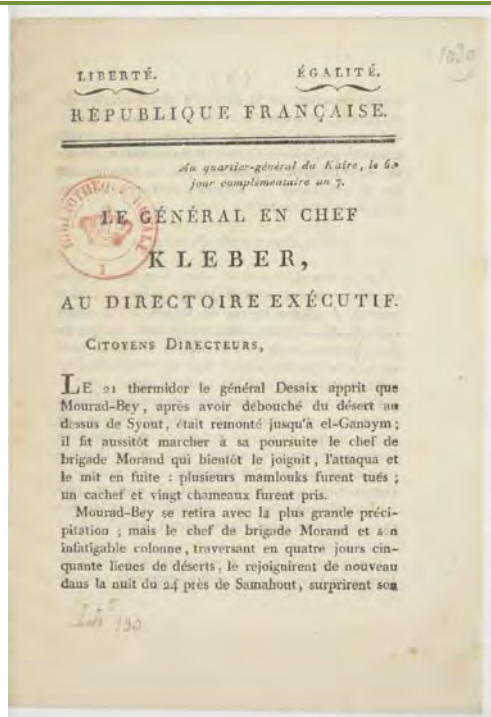 1020
LIBERTÉ. ÉGALITÉ.
RÉPUBLIQUE FRANÇAISE.
Au quartier-général du Kaire, le 6e
jour complémentaire an 7.
LE GÉNÉRAL EN CHEF
KLEBER,
AU DIRECTOIRE EXÉCUTIF.
BIBLIOTHÈQUE ROYALE
CITOYENS DIRECTEURS,
LE 21 thermidor le général Desaix apprit que
Mourad-Bey, après avoir débouché du désert au
dessus de Syout, était remonté jusqu'à el-Ganaym;
il fit aussitôt marcher à sa poursuite le chef de
brigade Morand qui bientôt le joignit, l'attaqua et
le mit en fuite : plusieurs mamlouks furent tués ;
un cachef et vingt chameaux furent pris.
Mourad-Bey se retira avec la plus grande préci-
pitation ; mais le chef de brigade Morand et son
infatigable colonne, traversant en quatre jours cin-
quante lieues de déserts, le rejoignirent de nouveau
dans la nuit du 24 près de Samahout, surprirent son
190